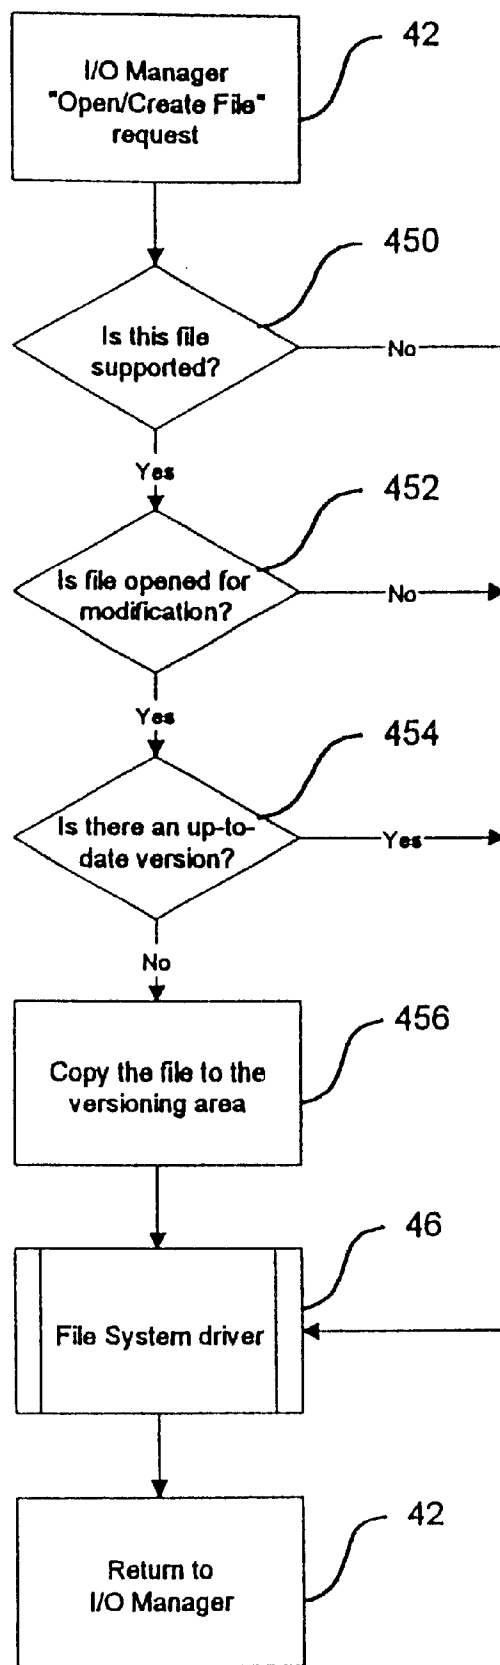 I/O Manager
"Open/Create File"
request
42
450
Is this file
supported?
No
Yes
452
Is file opened for
modification?
No
Yes
454
Is there an up-to-
date version?
Yes
No
456
Copy the file to the
versioning area
46
File System driver
42
Return to
I/O Manager